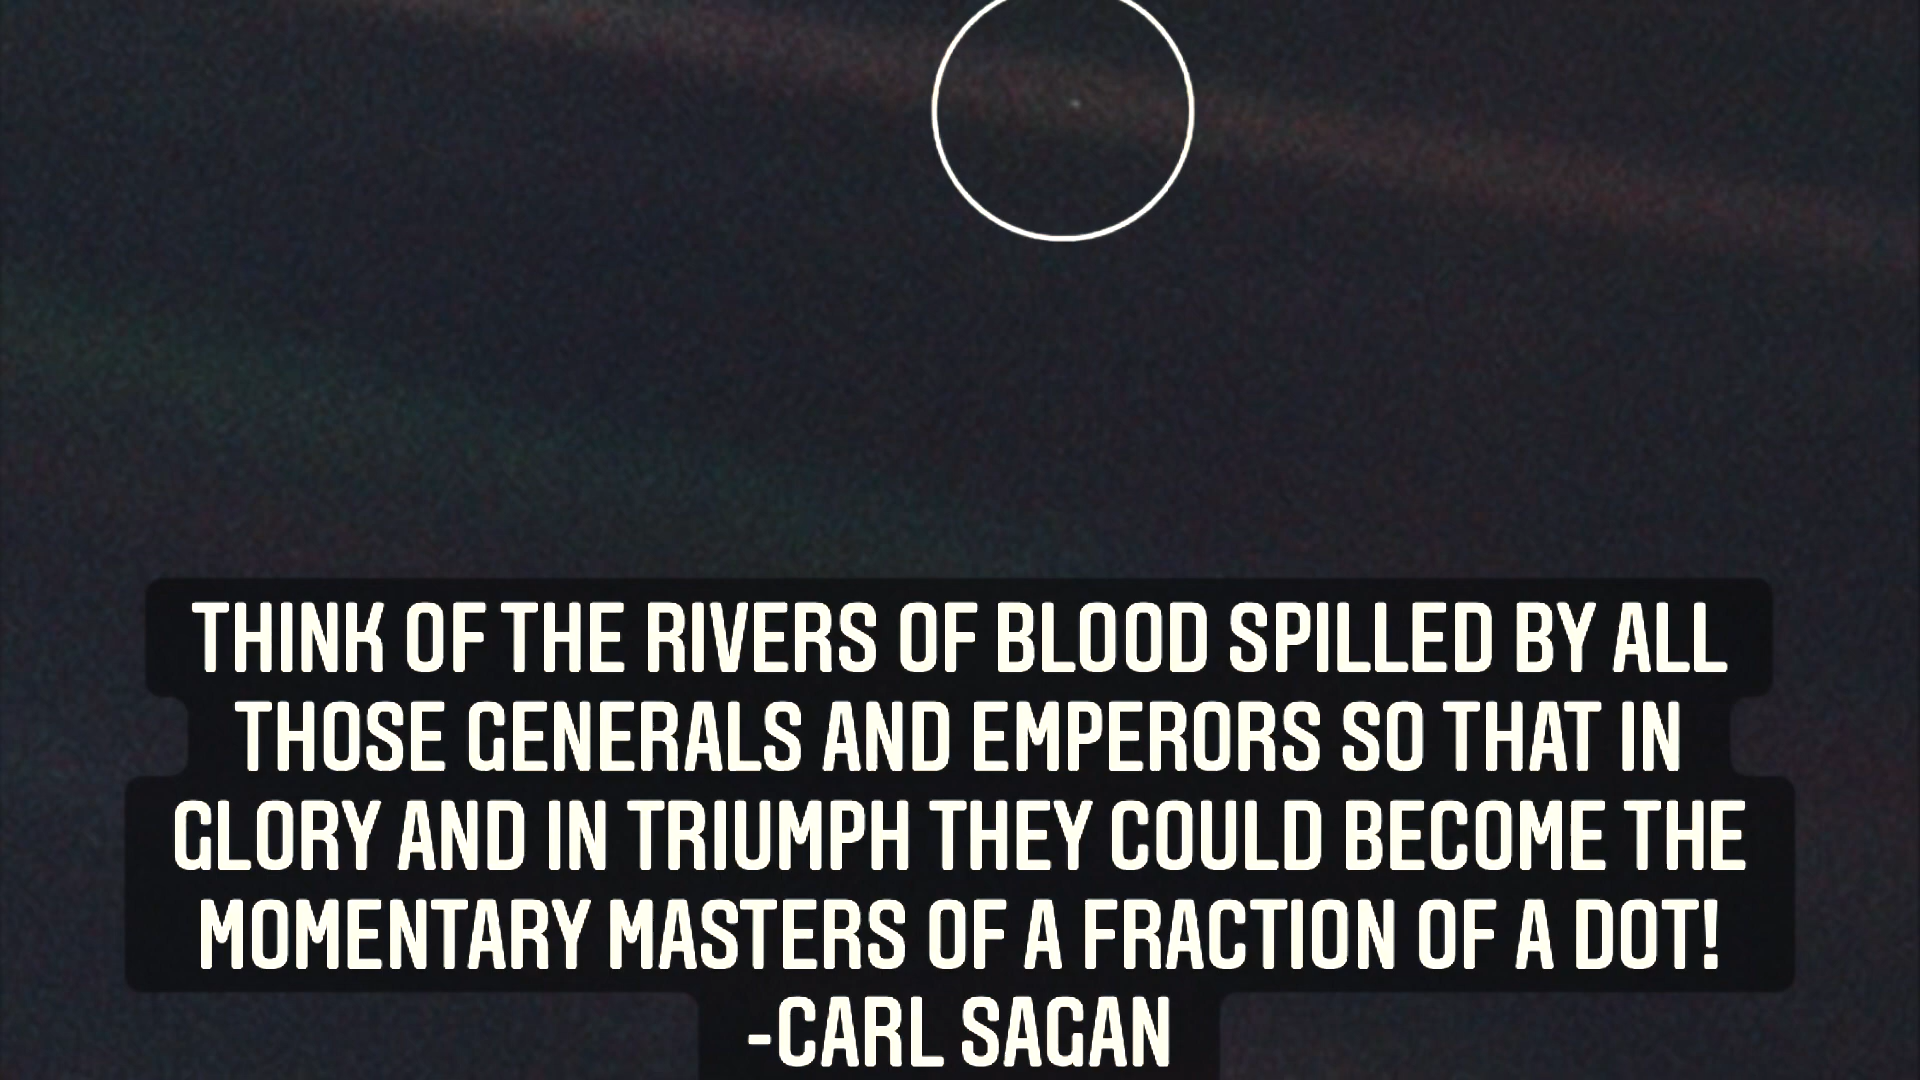 THINK OF THE RIVERS OF BLOOD SPILLED BY ALL
THOSE GENERALS AND EMPERORS SO THAT IN
GLORY AND IN TRIUMPH THEY COULD BECOME THE
MOMENTARY MASTERS OF A FRACTION OF A DOT!
-CARL SAGAN